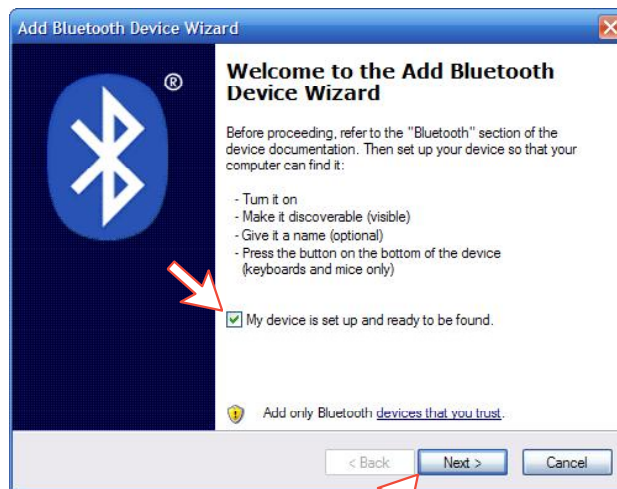 Add Bluetooth Device Wizard
®
Welcome to the Add Bluetooth
Device Wizard
Before proceeding, refer to the "Bluetooth" section of the
device documentation. Then set up your device so that your
computer can find it:
- Turn it on
- Make it discoverable (visible)
- Give it a name (optional)
- Press the button on the bottom of the device
(keyboards and mice only)
My device is set up and ready to be found.
Add only Bluetooth devices that you trust.
< Back
Next >
Cancel